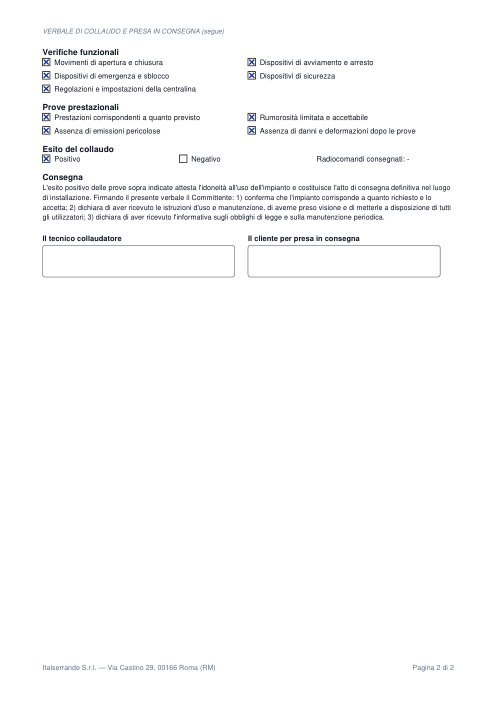 VERBALE DI COLLAUDO E PRESA IN CONSEGNA (segue)
Verifiche funzionali
Movimenti di apertura e chiusura
Dispositivi di avviamento e arresto
Dispositivi di emergenza e sblocco
Dispositivi di sicurezza
Regolazioni e impostazioni della centralina
Prove prestazionali
Prestazioni corrispondenti a quanto previsto
Rumorosità limitata e accettabile
Assenza di emissioni pericolose
Assenza di danni e deformazioni dopo le prove
Esito del collaudo
Positivo
Negativo
Radiocomandi consegnati: -
Consegna
L'esito positivo delle prove sopra indicate attesta l'idoneità all'uso dell'impianto e costituisce l'atto di consegna definitiva nel luogo
di installazione. Firmando il presente verbale il Committente: 1) conferma che l'impianto corrisponde a quanto richiesto e lo
accetta; 2) dichiara di aver ricevuto le istruzioni d'uso e manutenzione, di averne preso visione e di metterle a disposizione di tutti
gli utilizzatori; 3) dichiara di aver ricevuto l'informativa sugli obblighi di legge e sulla manutenzione periodica.
Il tecnico collaudatore
Il cliente per presa in consegna
Italserrande S.r.l. — Via Castino 29, 00166 Roma (RM)
Pagina 2 di 2